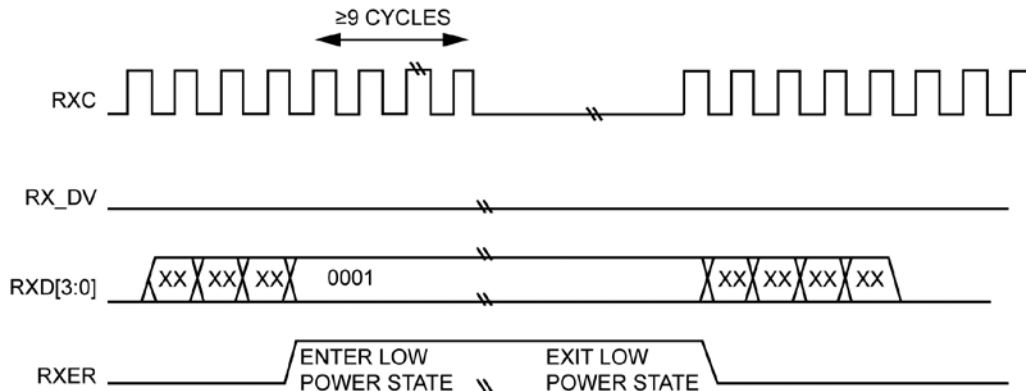 ≥9 CYCLES
RXC
RX_DV
RXD[3:0] XX XX XX 0001 XX XX XX XX
RXER ENTER LOW POWER STATE EXIT LOW POWER STATE